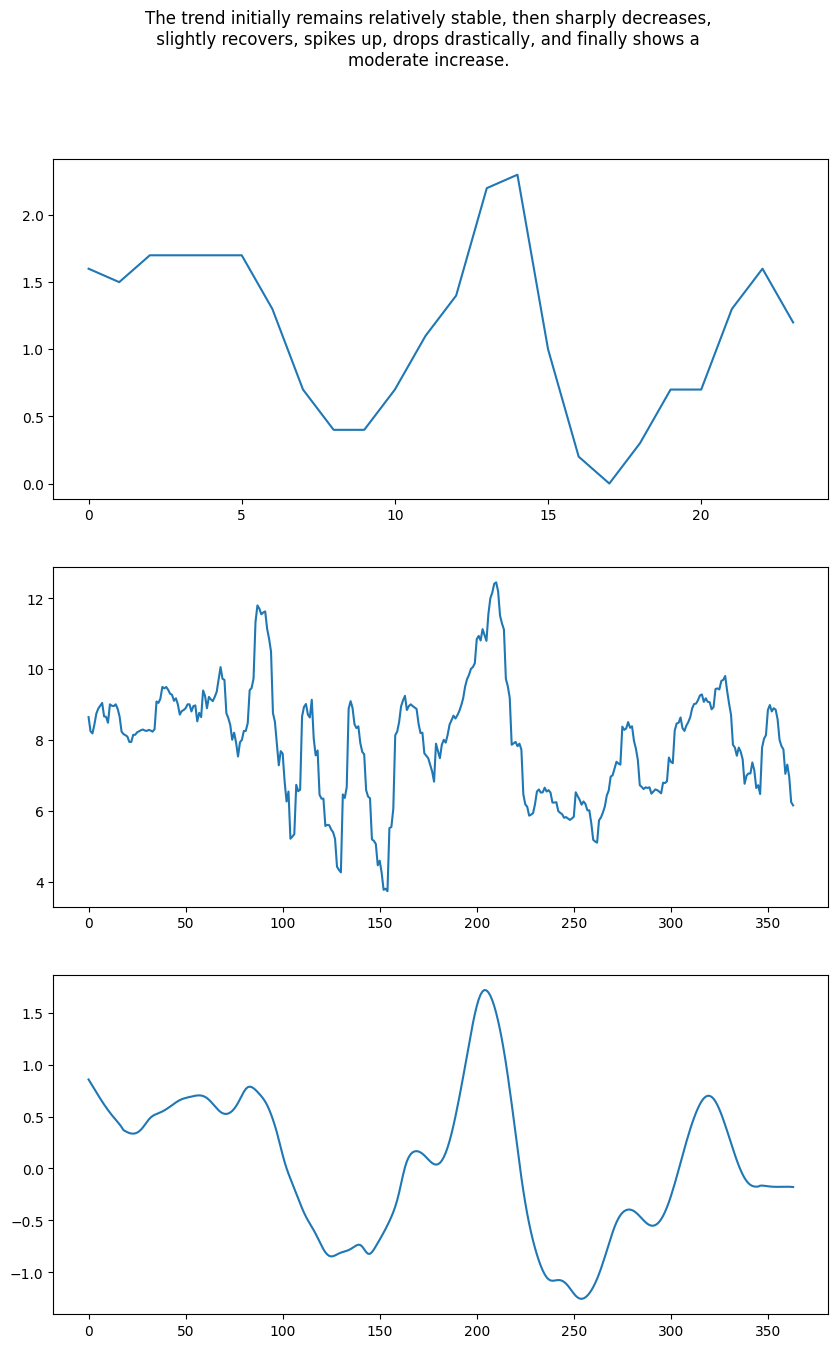 The trend initially remains relatively stable, then sharply decreases,
slightly recovers, spikes up, drops drastically, and finally shows a
moderate increase.
2.0
1.5
1.0
0.5
0.0
0 5 10 15 20
12
10
8
6
4
0 50 100 150 200 250 300 350
1.5
1.0
0.5
0.0
−0.5
−1.0
0 50 100 150 200 250 300 350